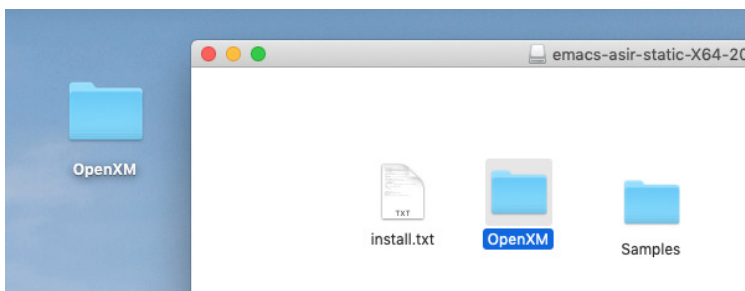 emacs-asir-static-X64-20
OpenXM
TXT
install.txt
OpenXM
Samples